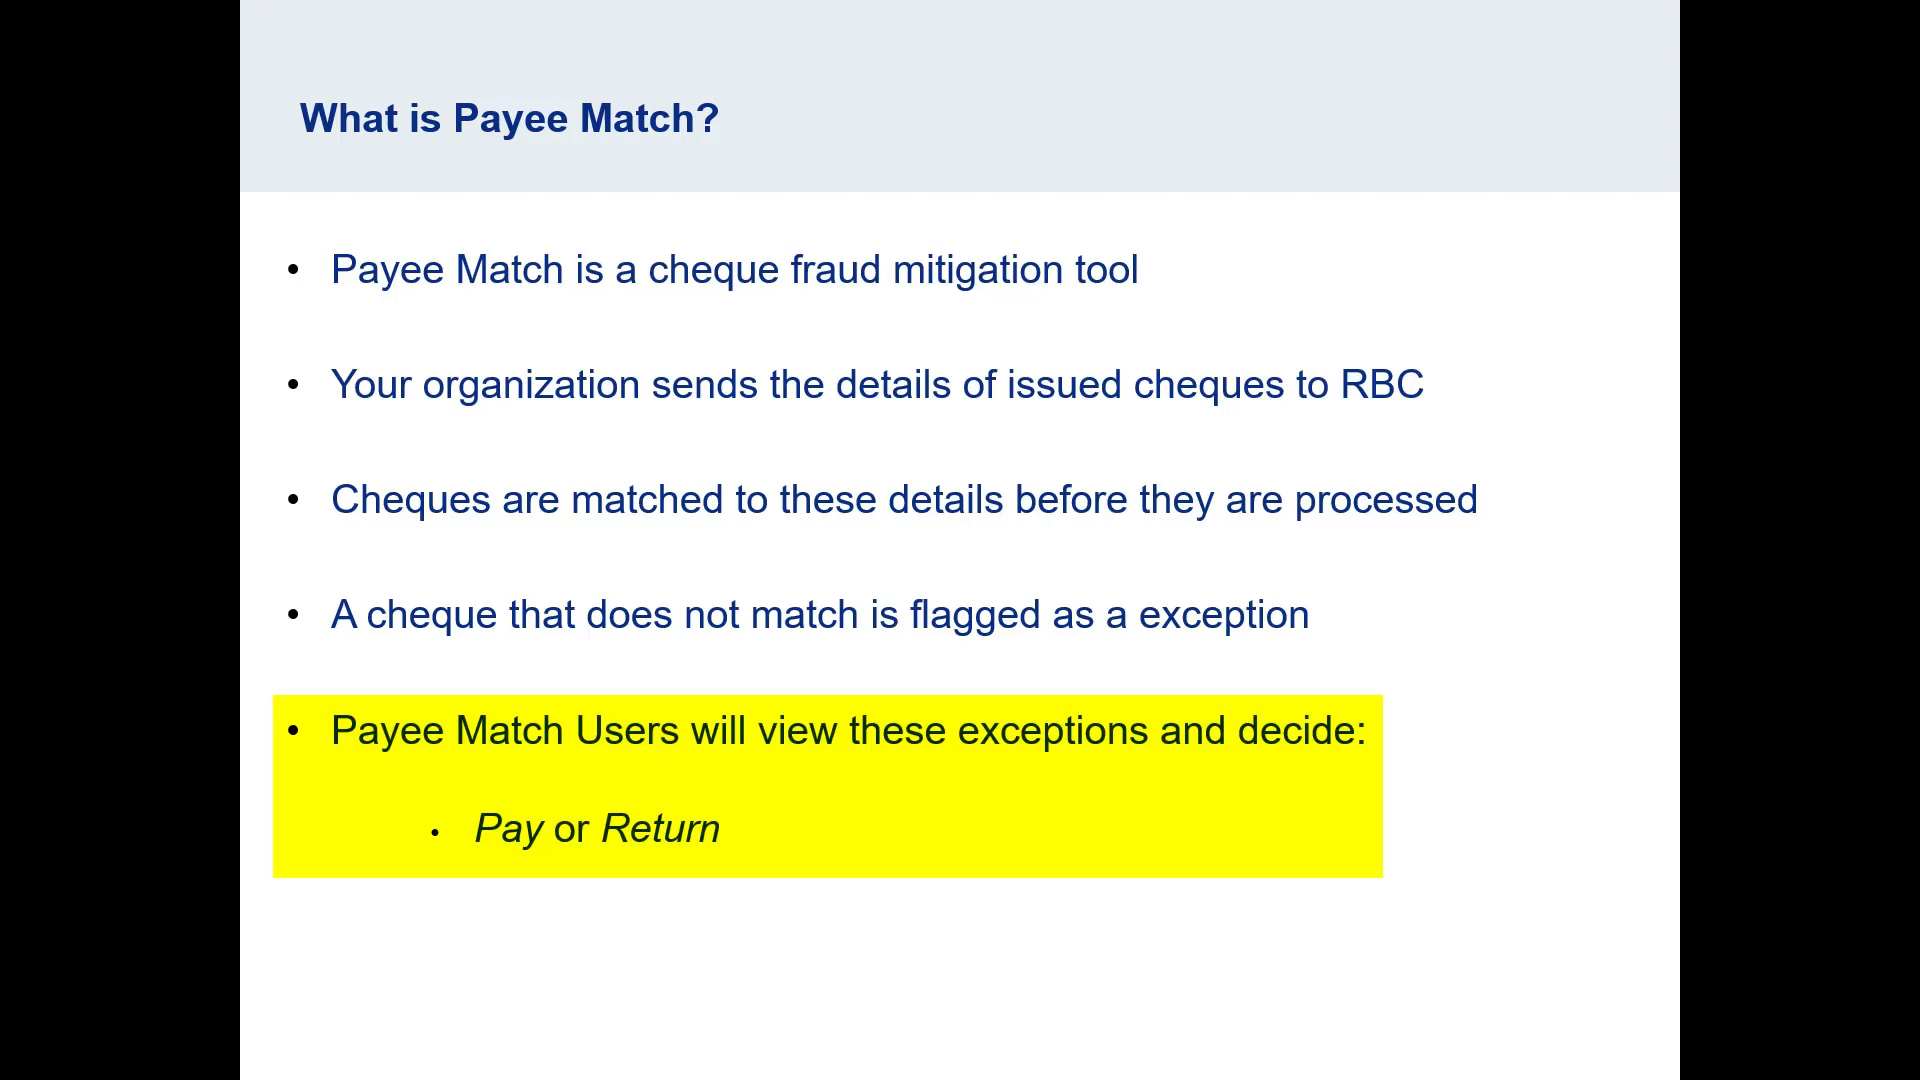 What is Payee Match?
• Payee Match is a cheque fraud mitigation tool
• Your organization sends the details of issued cheques to RBC
• Cheques are matched to these details before they are processed
• A cheque that does not match is flagged as a exception
• Payee Match Users will view these exceptions and decide:
• Pay or Return